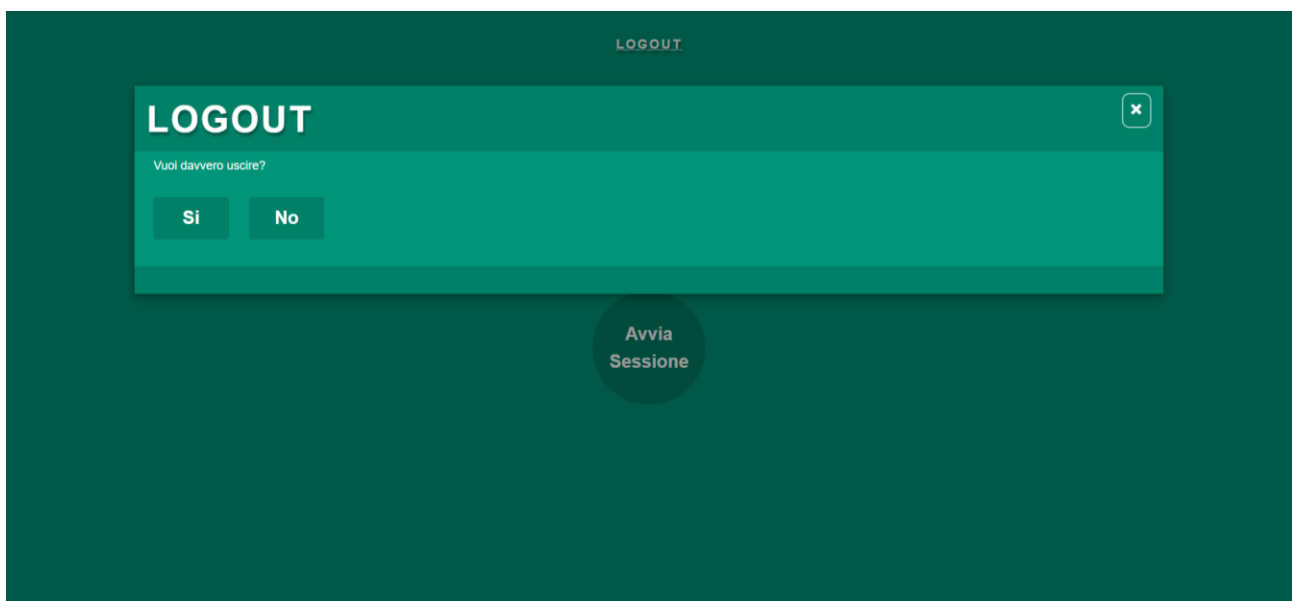 LOGOUT
LOGOUT
Vuoi davvero uscire?
Si No
Avvia
Sessione